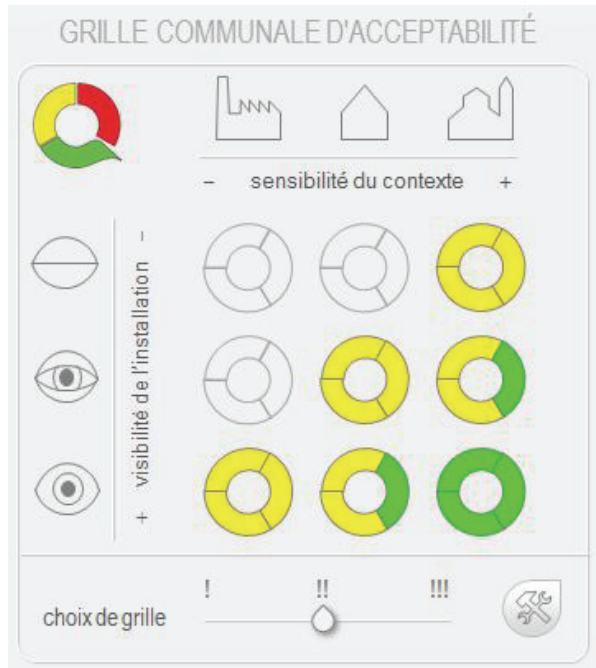 GRILLE COMMUNALE D'ACCEPTABILITÉ
– sensibilité du contexte +
+ visibilité de l'installation –
! !! !!!
choix de grille